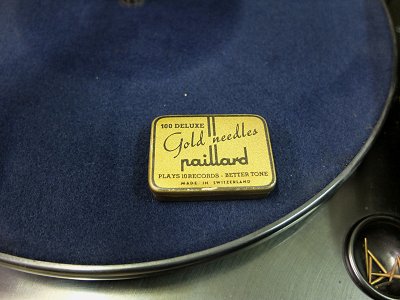 100 DELUXE
Gold needles
paillard
PLAYS 10 RECORDS - BETTER TONE
MADE IN SWITZERLAND